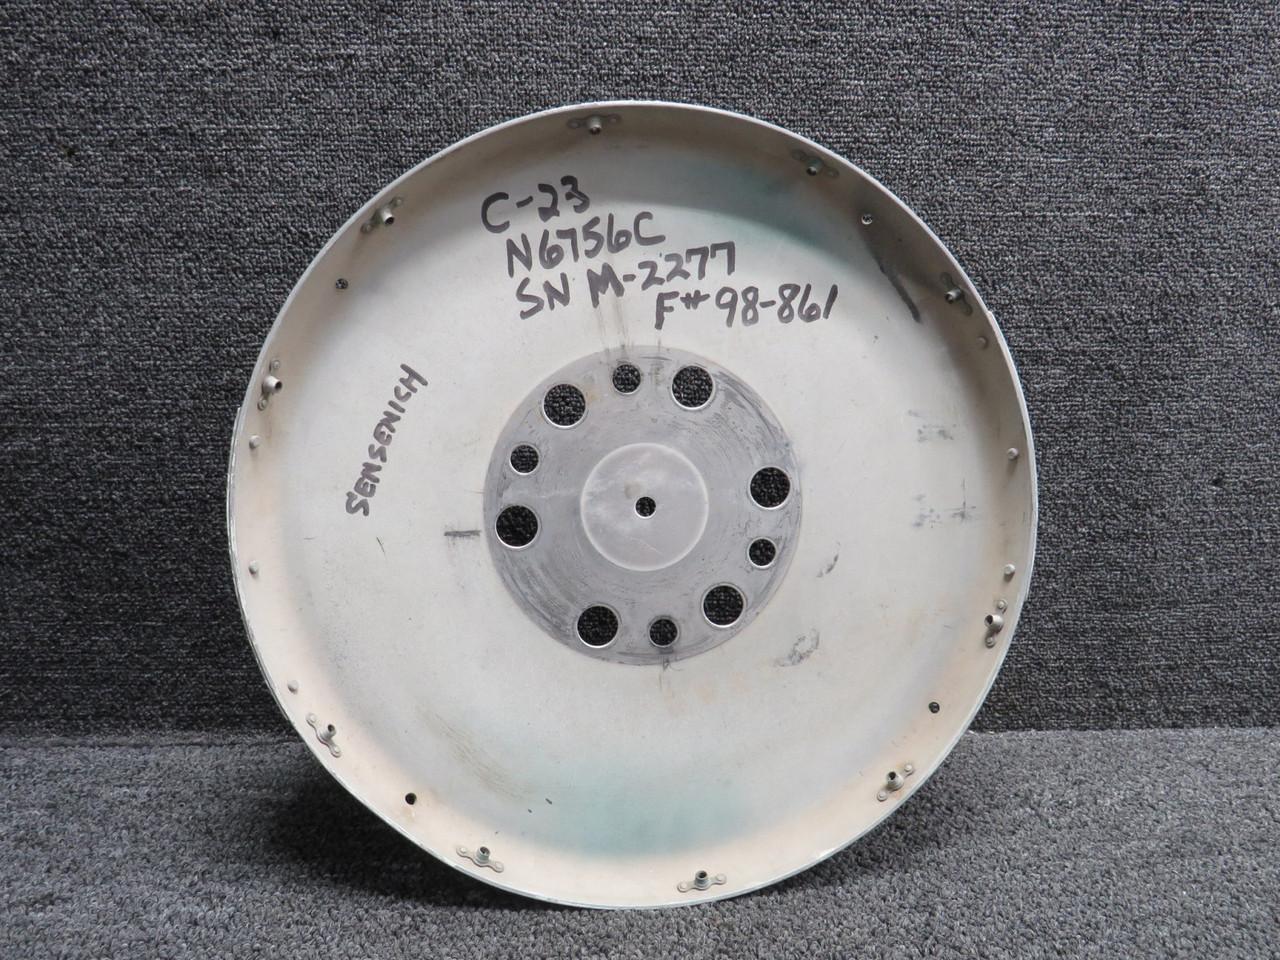 C-23
N6756C
SN M-2277
F# 98-861
SENSENICH